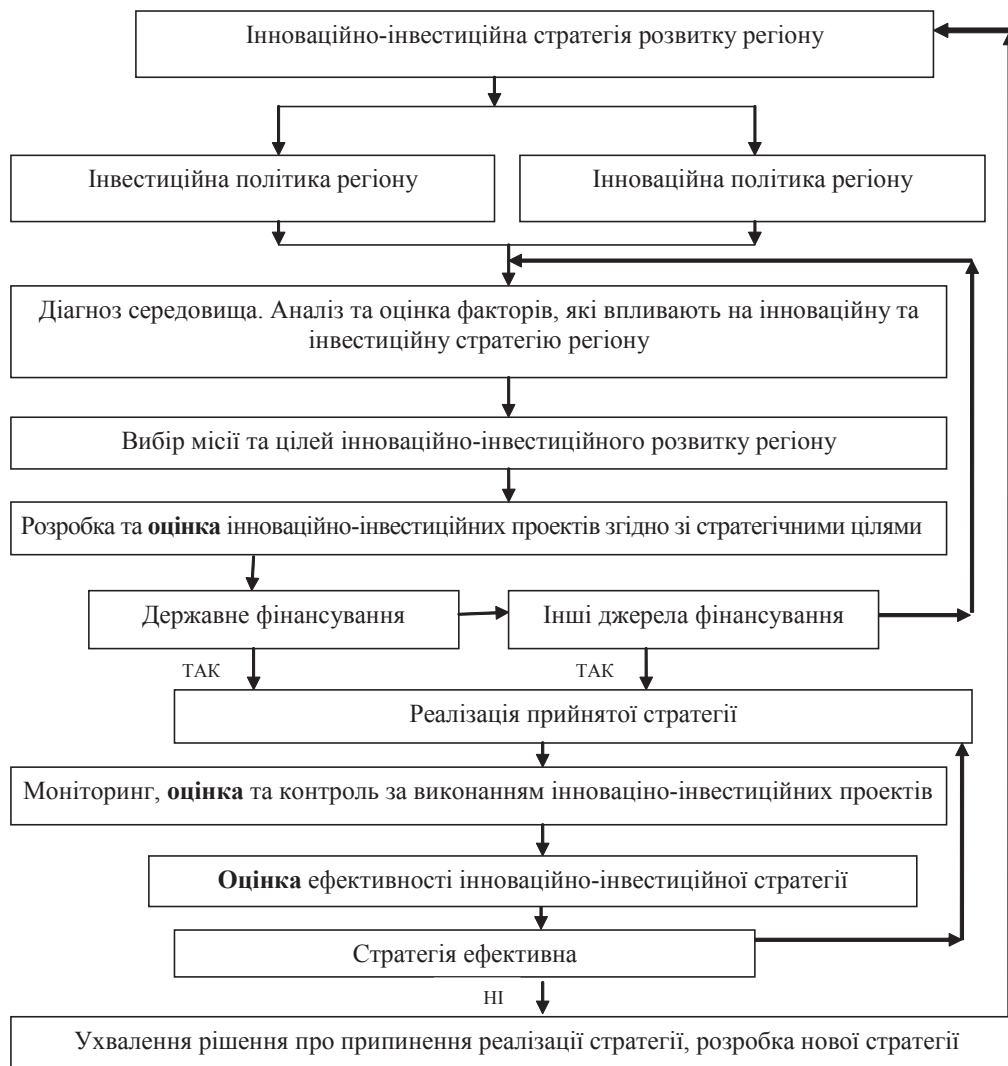 Інноваційно-інвестиційна стратегія розвитку регіону
Інвестиційна політика регіону
Інноваційна політика регіону
Діагноз середовища. Аналіз та оцінка факторів, які впливають на інноваційну та
інвестиційну стратегію регіону
Вибір місії та цілей інноваційно-інвестиційного розвитку регіону
Розробка та оцінка інноваційно-інвестиційних проектів згідно зі стратегічними цілями
Державне фінансування
Інші джерела фінансування
ТАК
ТАК
Реалізація прийнятої стратегії
Моніторинг, оцінка та контроль за виконанням інноваціно-інвестиційних проектів
Оцінка ефективності інноваційно-інвестиційної стратегії
Стратегія ефективна
НІ
Ухвалення рішення про припинення реалізації стратегії, розробка нової стратегії